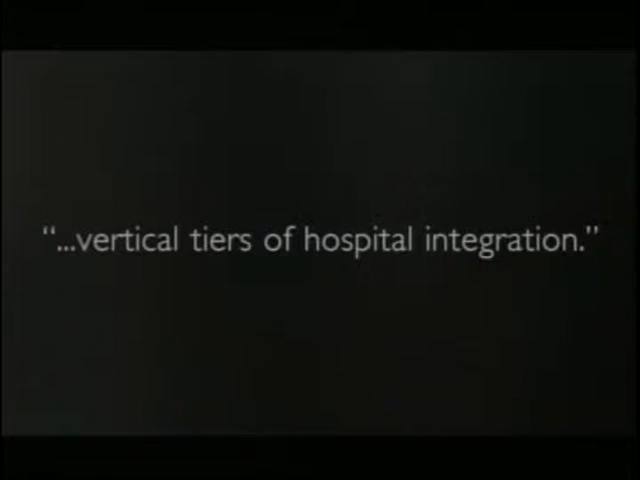 “...vertical tiers of hospital integration.”